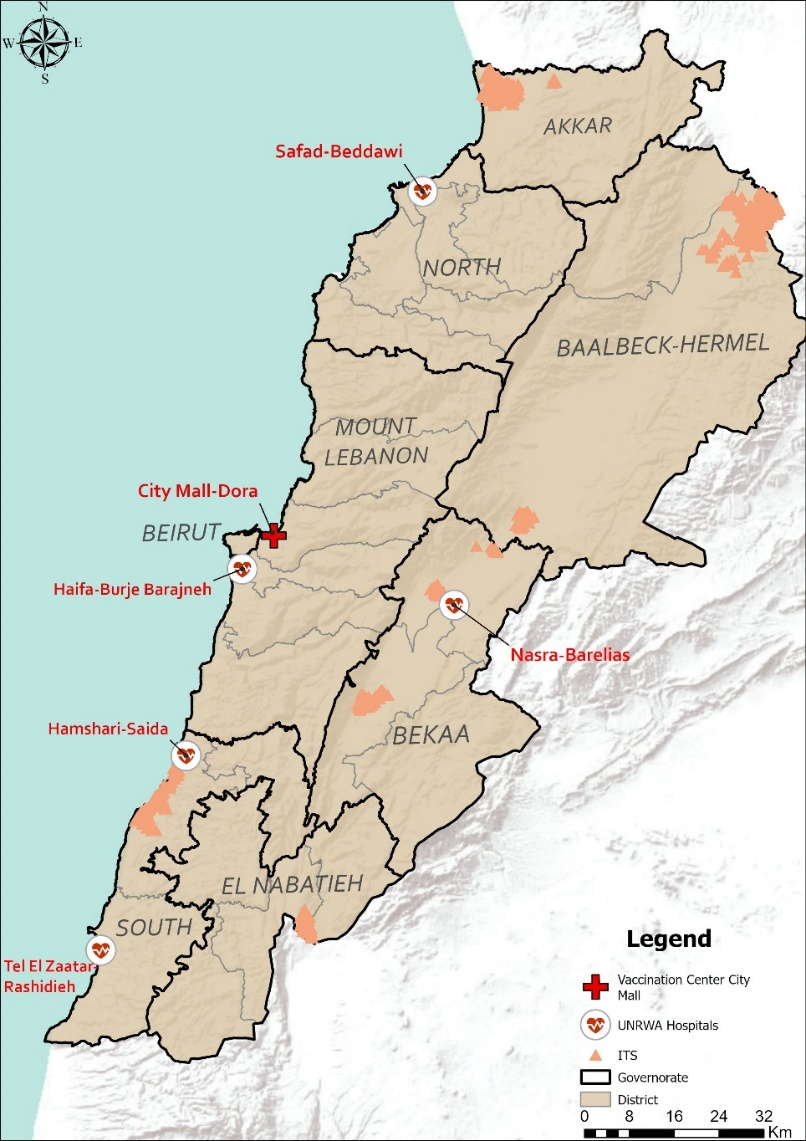 N
W
E
S
AKKAR
Safad-Beddawi
NORTH
BAALBECK-HERMEL
MOUNT
LEBANON
City Mall-Dora
BEIRUT
Haifa-Burje Barajneh
Nasra-Barelias
Hamshari-Saida
BEKAA
EL NABATIEH
SOUTH
Tel El Zaatar-
Rashidieh
Legend
Vaccination Center City
Mall
UNRWA Hospitals
ITS
Governorate
District
0 8 16 24 32
Km